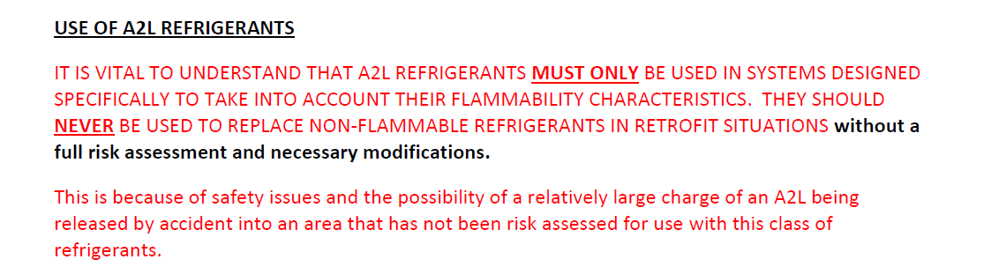 USE OF A2L REFRIGERANTS
IT IS VITAL TO UNDERSTAND THAT A2L REFRIGERANTS MUST ONLY BE USED IN SYSTEMS DESIGNED
SPECIFICALLY TO TAKE INTO ACCOUNT THEIR FLAMMABILITY CHARACTERISTICS.  THEY SHOULD
NEVER BE USED TO REPLACE NON-FLAMMABLE REFRIGERANTS IN RETROFIT SITUATIONS without a
full risk assessment and necessary modifications.
This is because of safety issues and the possibility of a relatively large charge of an A2L being
released by accident into an area that has not been risk assessed for use with this class of
refrigerants.